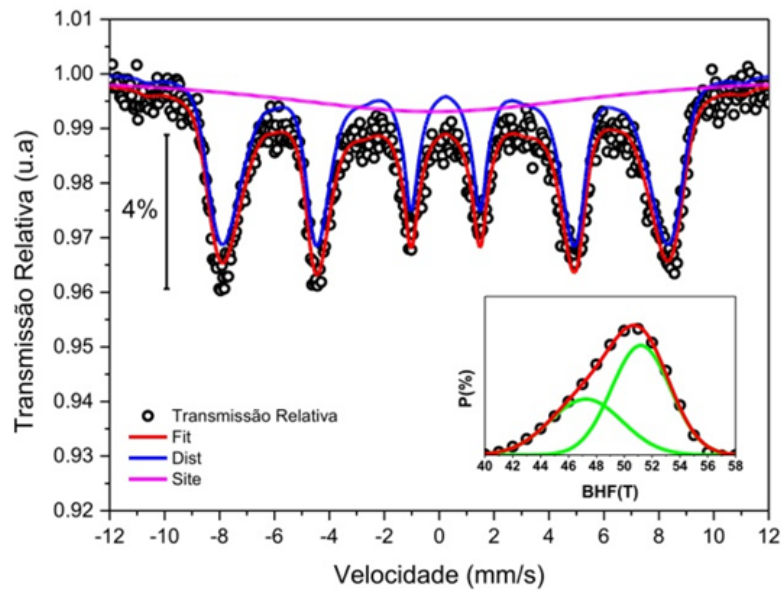 1.01
1.00
0.99
0.98
0.97
0.96
0.95
0.94
0.93
0.92
Transmissão Relativa (u.a)
4%
Transmissão Relativa
Fit
Dist
Site
P(%)
40 42 44 46 48 50 52 54 56 58
BHF(T)
-12 -10 -8 -6 -4 -2 0 2 4 6 8 10 12
Velocidade (mm/s)